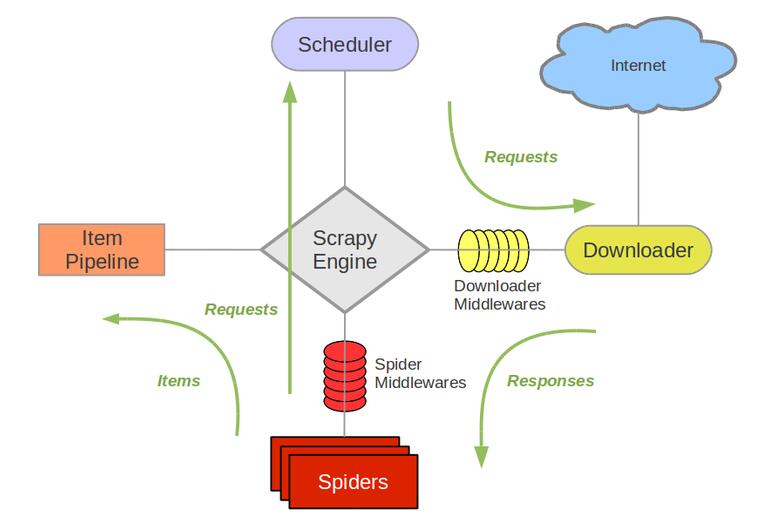 Scheduler
Internet
Requests
Item
Pipeline
Scrapy
Engine
Downloader
Downloader
Middlewares
Requests
Spider
Middlewares
Items
Responses
Spiders